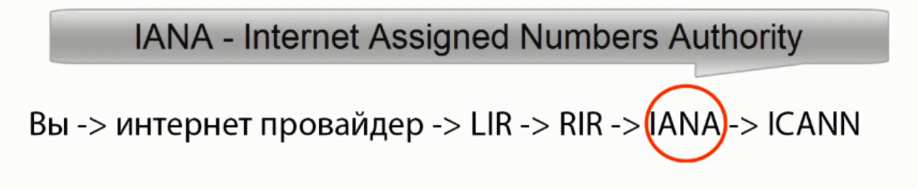 IANA - Internet Assigned Numbers Authority
Вы -> интернет провайдер -> LIR -> RIR -> IANA -> ICANN